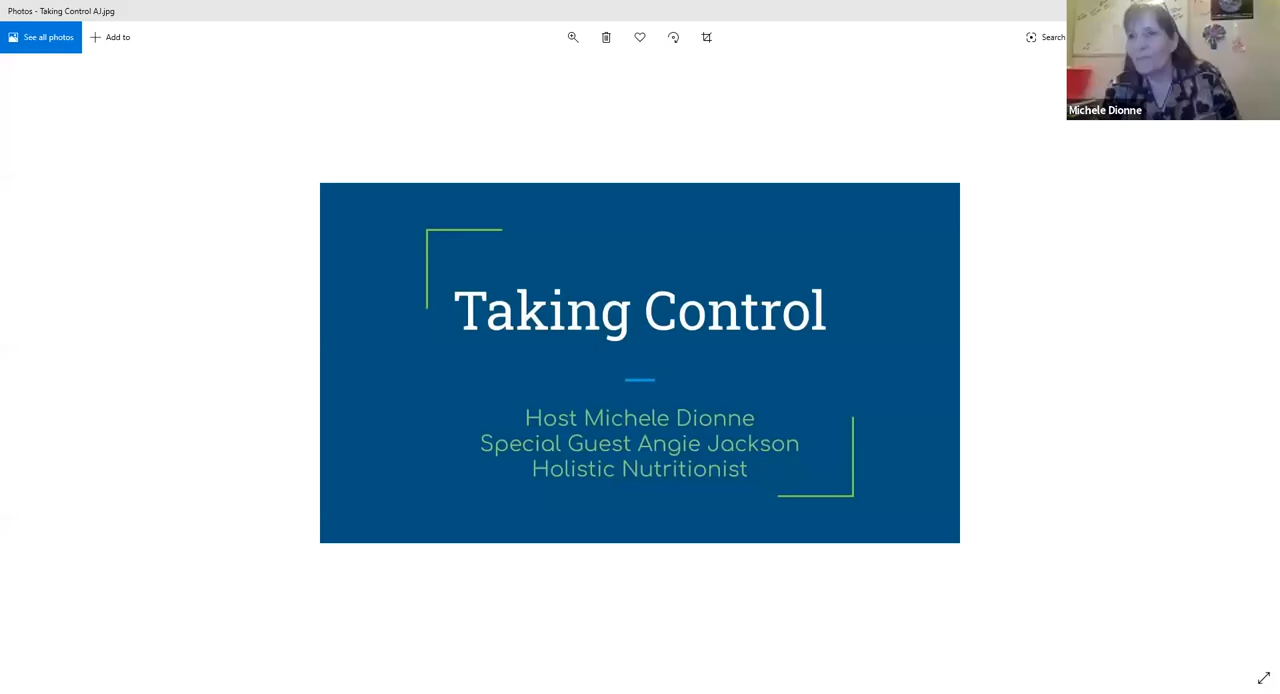 Photos - Taking Control AJ.jpg
See all photos
Add to
Search
Michele Dionne
Taking Control
Host Michele Dionne
Special Guest Angie Jackson
Holistic Nutritionist